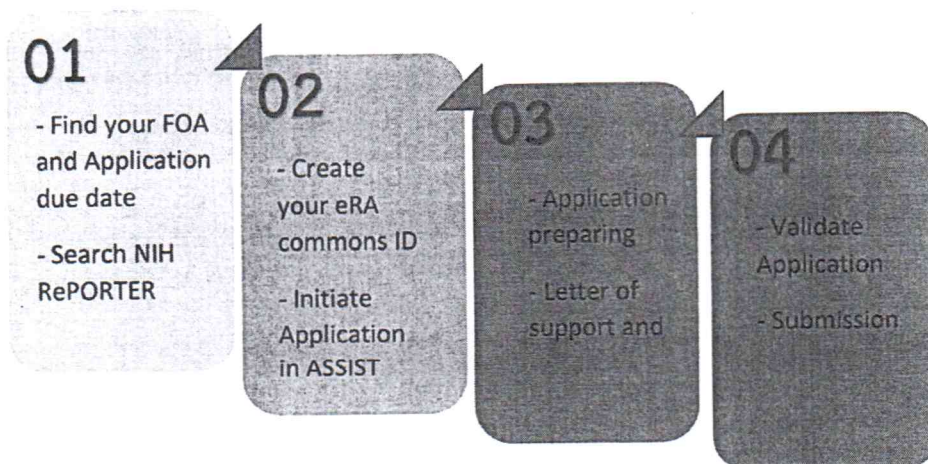 01
- Find your FOA
and Application
due date
- Search NIH
RePORTER
02
- Create
your eRA
commons ID
- Initiate
Application
in ASSIST
03
- Application
preparing
- Letter of
support and
04
- Validate
Application
- Submission